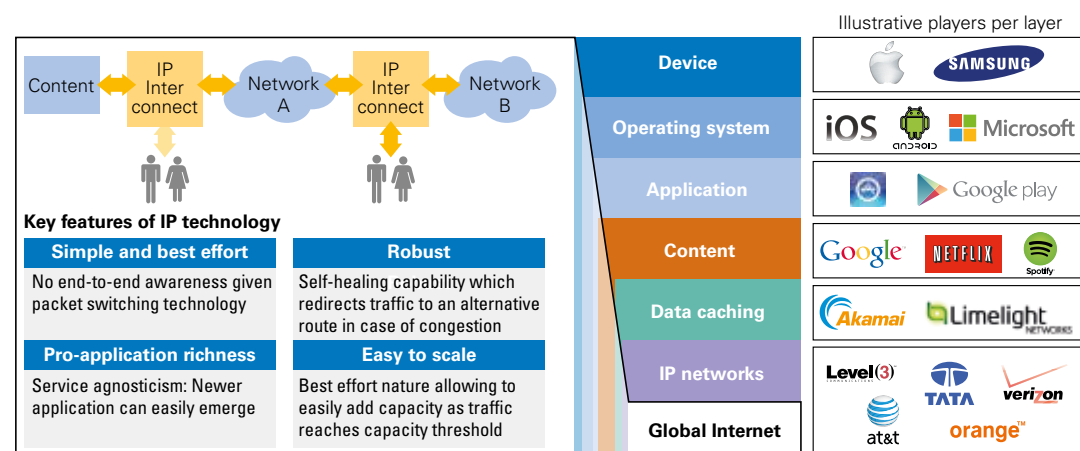 Illustrative players per layer
Content
IP
Inter
connect
Network
A
IP
Inter
connect
Network
B
Key features of IP technology
Simple and best effort
No end-to-end awareness given
packet switching technology
Robust
Self-healing capability which
redirects traffic to an alternative
route in case of congestion
Pro-application richness
Service agnosticism: Newer
application can easily emerge
Easy to scale
Best effort nature allowing to
easily add capacity as traffic
reaches capacity threshold
Device
SAMSUNG
Operating system
iOS
ANDROID
Microsoft
Application
Google play
Content
Google
NETFLIX
Spotify
Data caching
Akamai
Limelight
NETWORKS
IP networks
Level(3)
COMMUNICATIONS
TATA
verizon
at&t
orange™
Global Internet